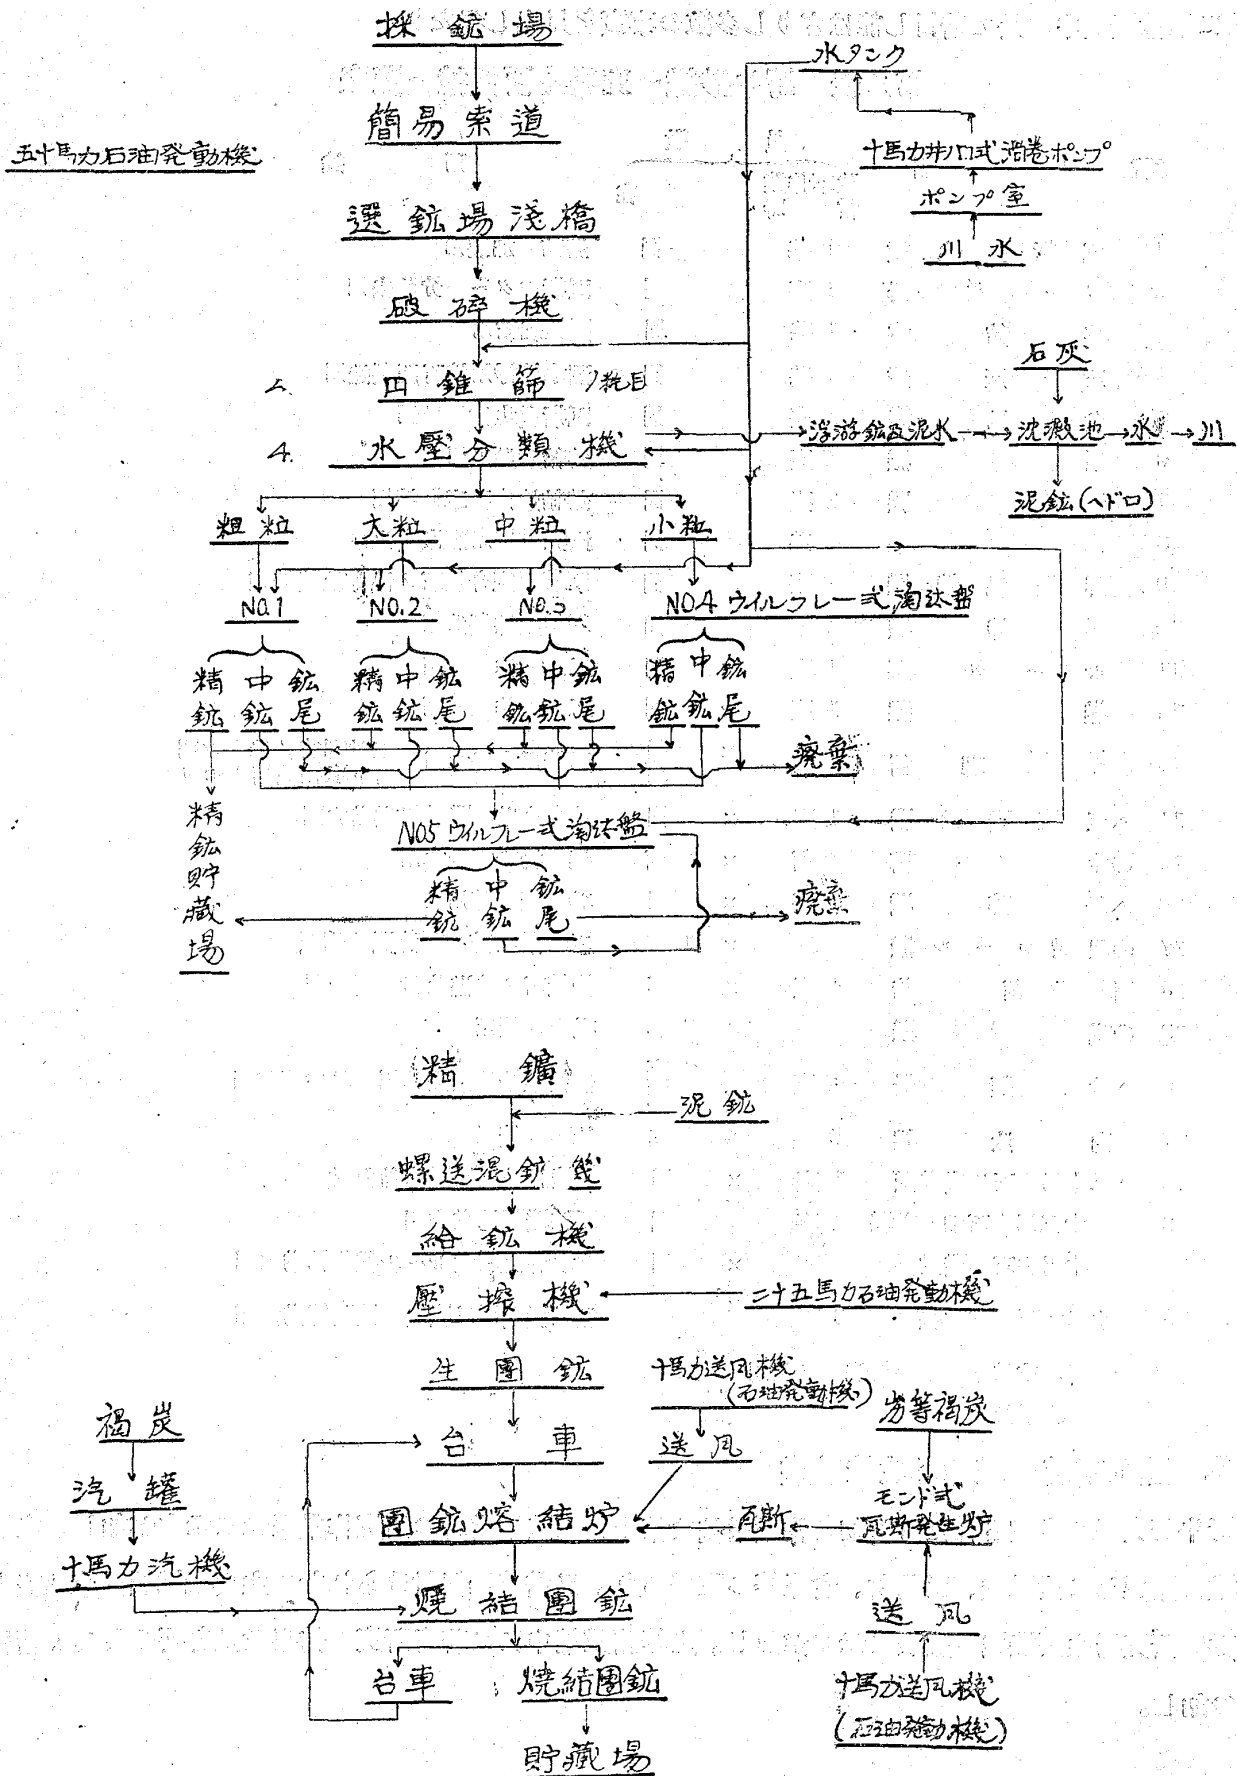 採鉱場
水タンク
簡易索道
五十馬力石油発動機
十馬力井ノ口式渦巻ポンプ
選鉱場浅橋
ポンプ室
川水
破碎機
石灰
円錐篩 1粍目
4. 水壓分類機
浮游鉱及泥水
沈澱池
水
川
泥鉱(ヘドロ)
粗粒 大粒 中粒 小粒
NO.1 NO.2 NO.3 NO4 ウイルフレー式淘汰盤
精鉱 中鉱 鉱尾
精鉱 中鉱 鉱尾
精鉱 中鉱 鉱尾
精鉱 中鉱 鉱尾
廃棄
精鉱貯蔵場
NO5 ウイルフレー式淘汰盤
精鉱 中鉱 鉱尾
廃棄
精鑛
泥鉱
螺送混鉱幾
給鉱機
壓搾機
二十五馬力石油発動機
生團鉱
十馬力送风機
(石油発動機)
劣等褐炭
褐炭
台車
送风
汽罐
モンド式
瓦斯発生炉
團鉱熔結炉
瓦斯
十馬力汽機
焼結團鉱
送风
台車
焼結團鉱
十馬力送风機
(石油発動機)
貯蔵場